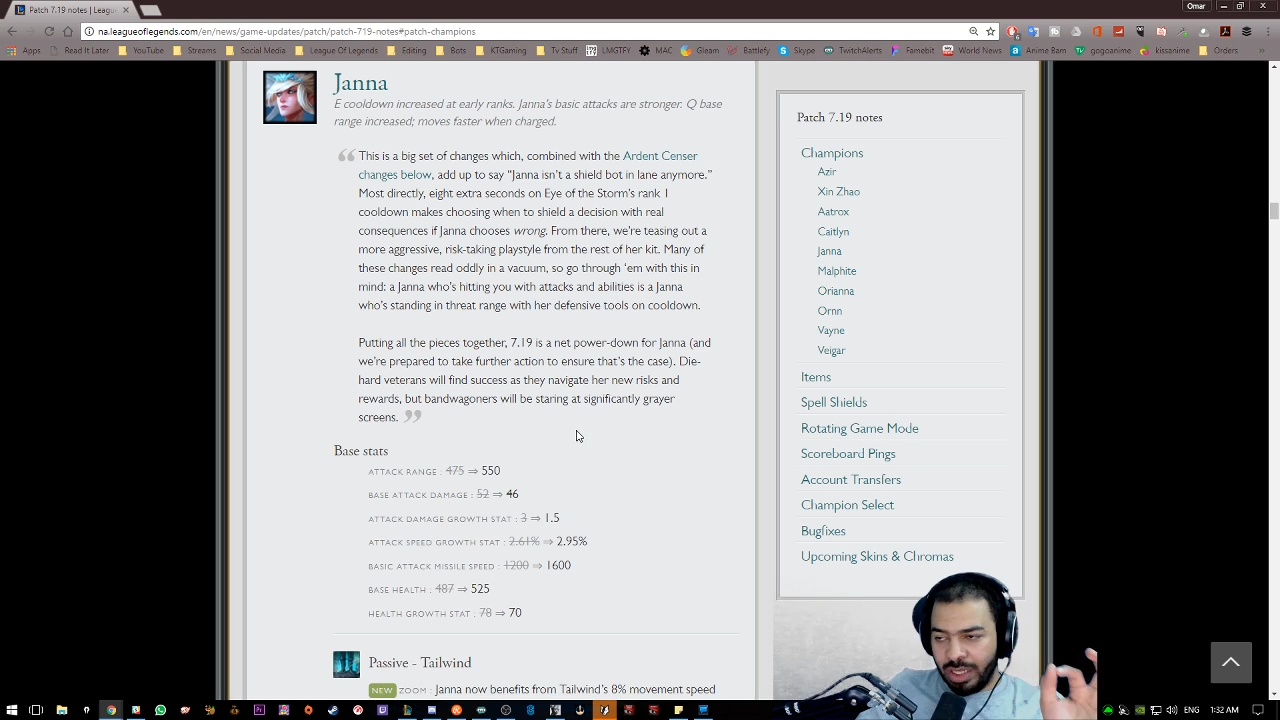 Patch 7.19 notes | Leagu
Omar
na.leagueoflegends.com/en/news/game-updates/patch/patch-719-notes#patch-champions
Apps Read It Later YouTube Streams Social Media League Of Legends Editing Bots KTGaming Tv Stuff LMGTFY MAC Gleam Battlefy Skype TwitchAlerts Famebit World News Anime Bam gogoanime kissanime Orders
Janna
E cooldown increased at early ranks. Janna's basic attacks are stronger. Q base
range increased; moves faster when charged.
This is a big set of changes which, combined with the Ardent Censer
changes below, add up to say “Janna isn't a shield bot in lane anymore.”
Most directly, eight extra seconds on Eye of the Storm's rank 1
cooldown makes choosing when to shield a decision with real
consequences if Janna chooses wrong. From there, we're teasing out a
more aggressive, risk-taking playstyle from the rest of her kit. Many of
these changes read oddly in a vacuum, so go through ‘em with this in
mind: a Janna who's hitting you with attacks and abilities is a Janna
who's standing in threat range with her defensive tools on cooldown.
Putting all the pieces together, 7.19 is a net power-down for Janna (and
we're prepared to take further action to ensure that's the case). Die-
hard veterans will find success as they navigate her new risks and
rewards, but bandwagoners will be staring at significantly grayer
screens.
Base stats
ATTACK RANGE : 475 ⇒ 550
BASE ATTACK DAMAGE : 52 ⇒ 46
ATTACK DAMAGE GROWTH STAT : 3 ⇒ 1.5
ATTACK SPEED GROWTH STAT : 2.61% ⇒ 2.95%
BASIC ATTACK MISSILE SPEED : 1200 ⇒ 1600
BASE HEALTH : 487 ⇒ 525
HEALTH GROWTH STAT : 78 ⇒ 70
Passive - Tailwind
NEW ZOOM : Janna now benefits from Tailwind's 8% movement speed
Patch 7.19 notes
Champions
Azir
Xin Zhao
Aatrox
Caitlyn
Janna
Malphite
Orianna
Ornn
Vayne
Veigar
Items
Spell Shields
Rotating Game Mode
Scoreboard Pings
Account Transfers
Champion Select
Bugfixes
Upcoming Skins & Chromas
ENG 1:32 AM